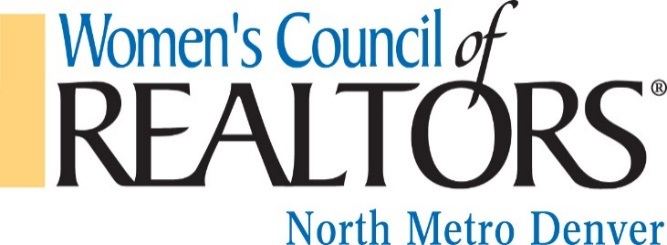 Women's Council of
REALTORS®
North Metro Denver